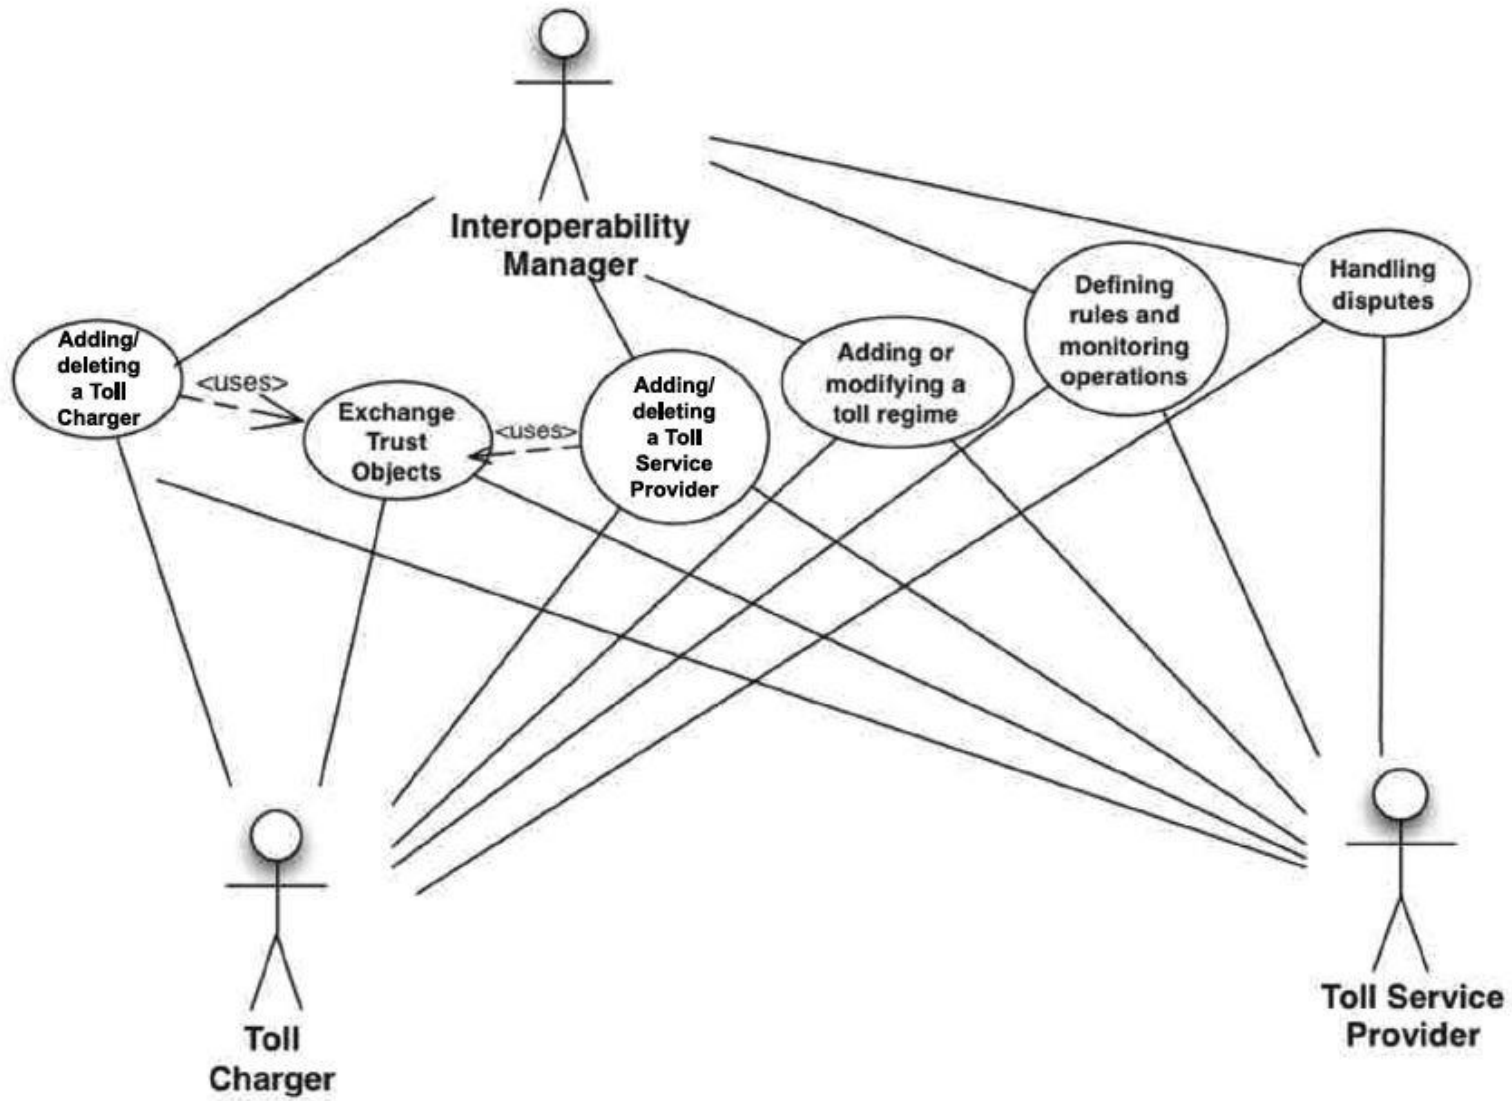 Interoperability
Manager
Handling
disputes
Defining
rules and
monitoring
operations
Adding or
modifying a
toll regime
Adding/
deleting
a Toll
Charger
<uses>
Exchange
Trust
Objects
<uses>
Adding/
deleting
a Toll
Service
Provider
Toll
Charger
Toll Service
Provider